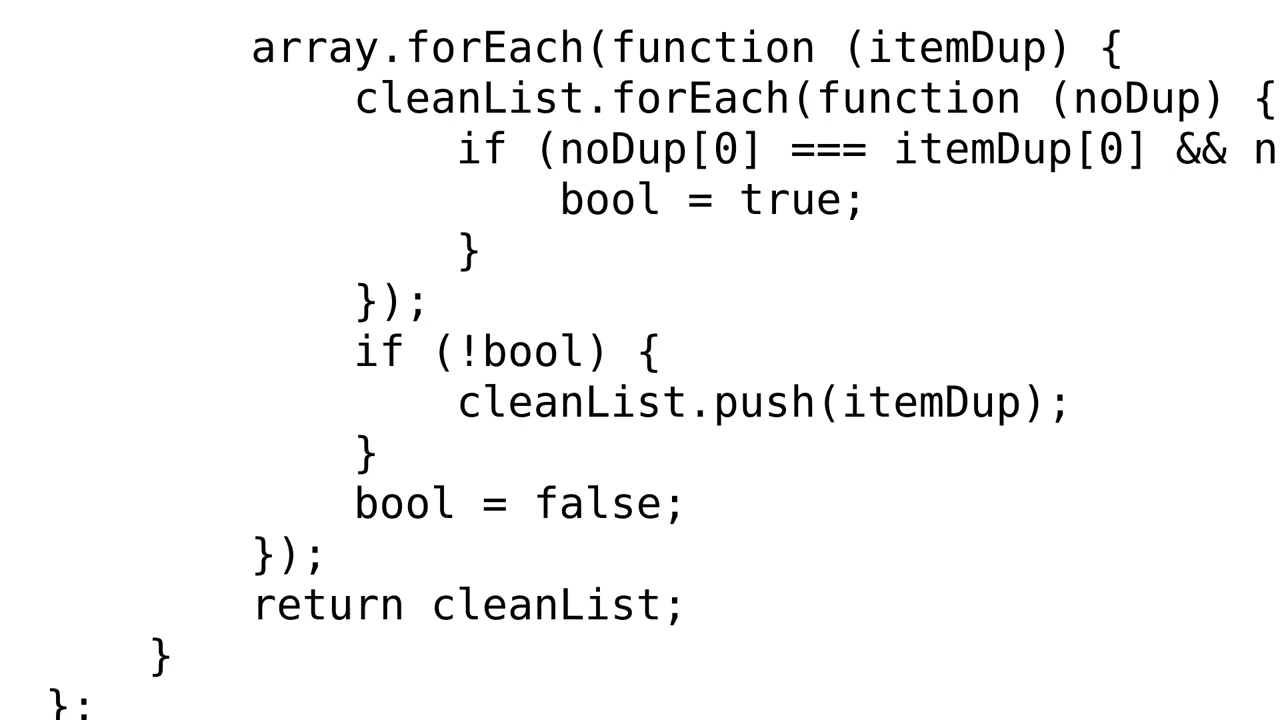 array.forEach(function (itemDup) {
cleanList.forEach(function (noDup) {
if (noDup[0] === itemDup[0] && n
bool = true;
}
});
if (!bool) {
cleanList.push(itemDup);
}
bool = false;
});
return cleanList;
}
};